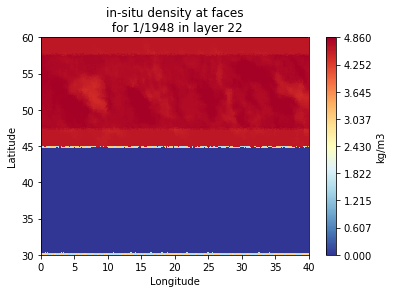 in-situ density at faces
for 1/1948 in layer 22
60
55
50
45
40
35
30
Latitude
0 5 10 15 20 25 30 35 40
Longitude
4.860
4.252
3.645
3.037
2.430
1.822
1.215
0.607
0.000
kg/m3